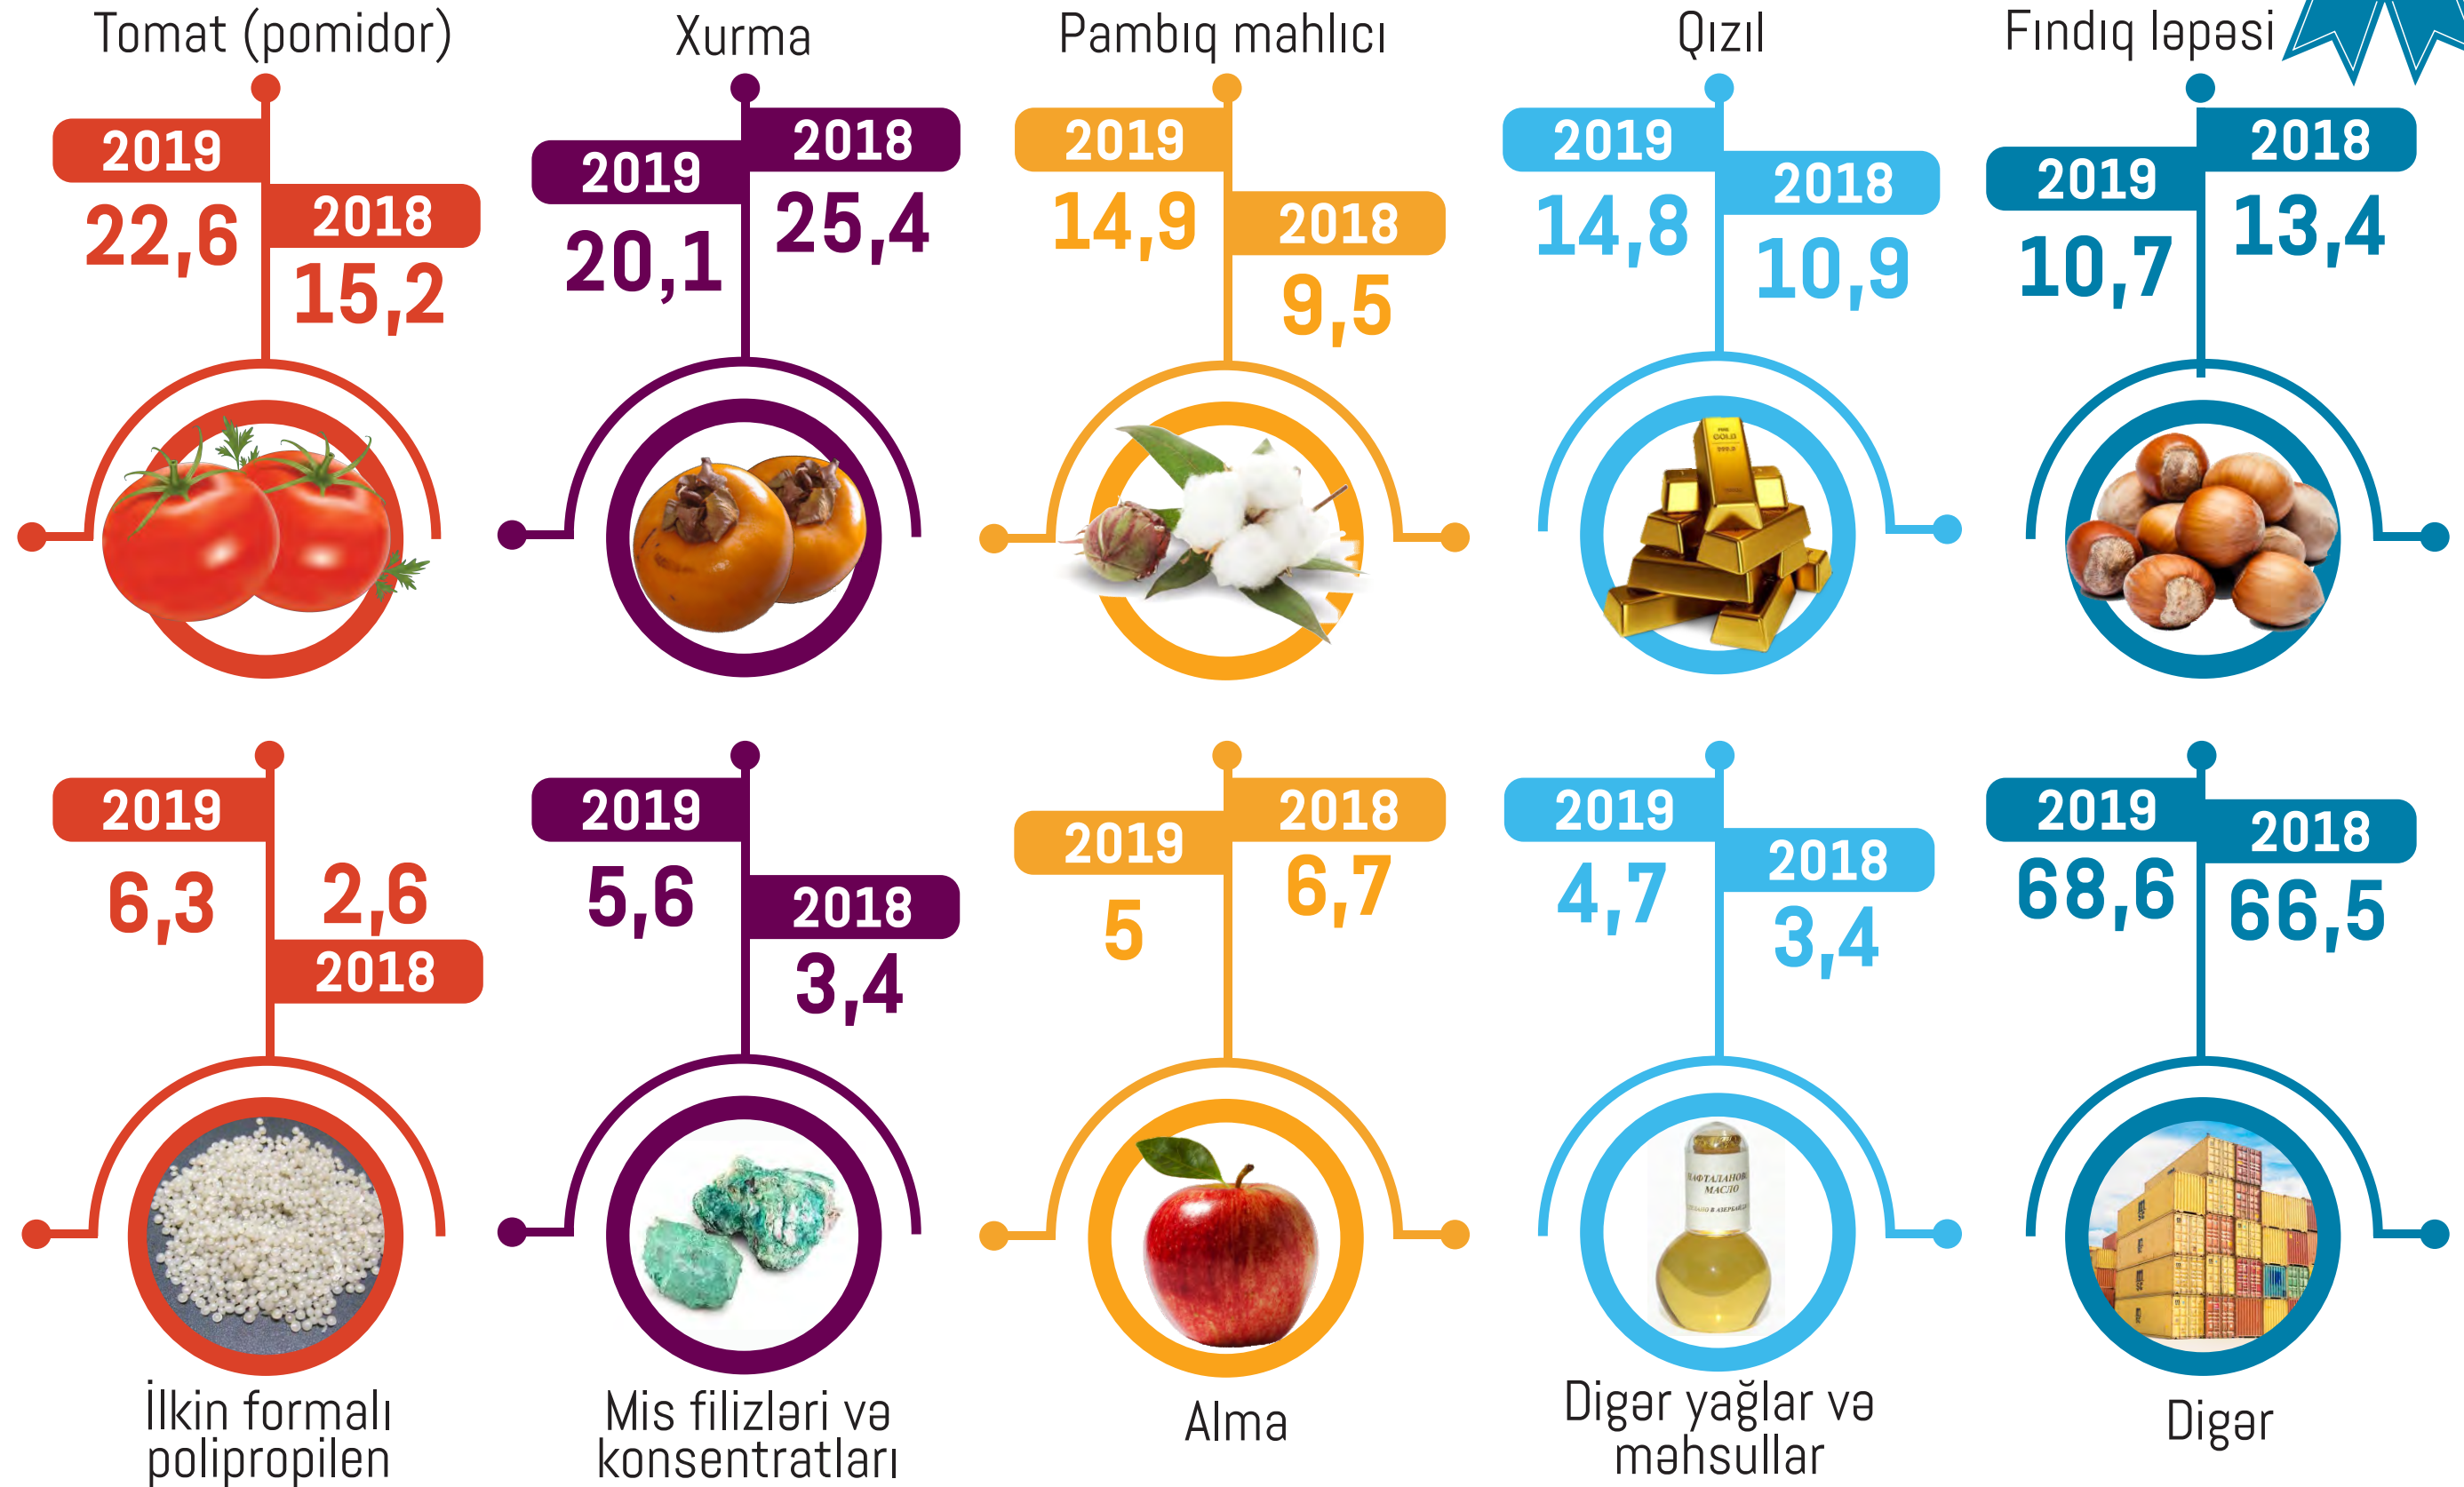 Tomat (pomidor)
2019
22,6
2018
15,2
Xurma
2019
20,1
2018
25,4
Pambıq mahlıcı
2019
14,9
2018
9,5
Qızıl
2019
14,8
2018
10,9
GOLD
999.9
Fındıq ləpəsi
2019
10,7
2018
13,4
2019
6,3
2,6
2018
İlkin formalı
polipropilen
2019
5,6
2018
3,4
Mis filizləri və
konsentratları
2019
5
2018
6,7
Alma
2019
4,7
2018
3,4
МАСЛО
Digər yağlar və
məhsullar
2019
68,6
2018
66,5
Digər